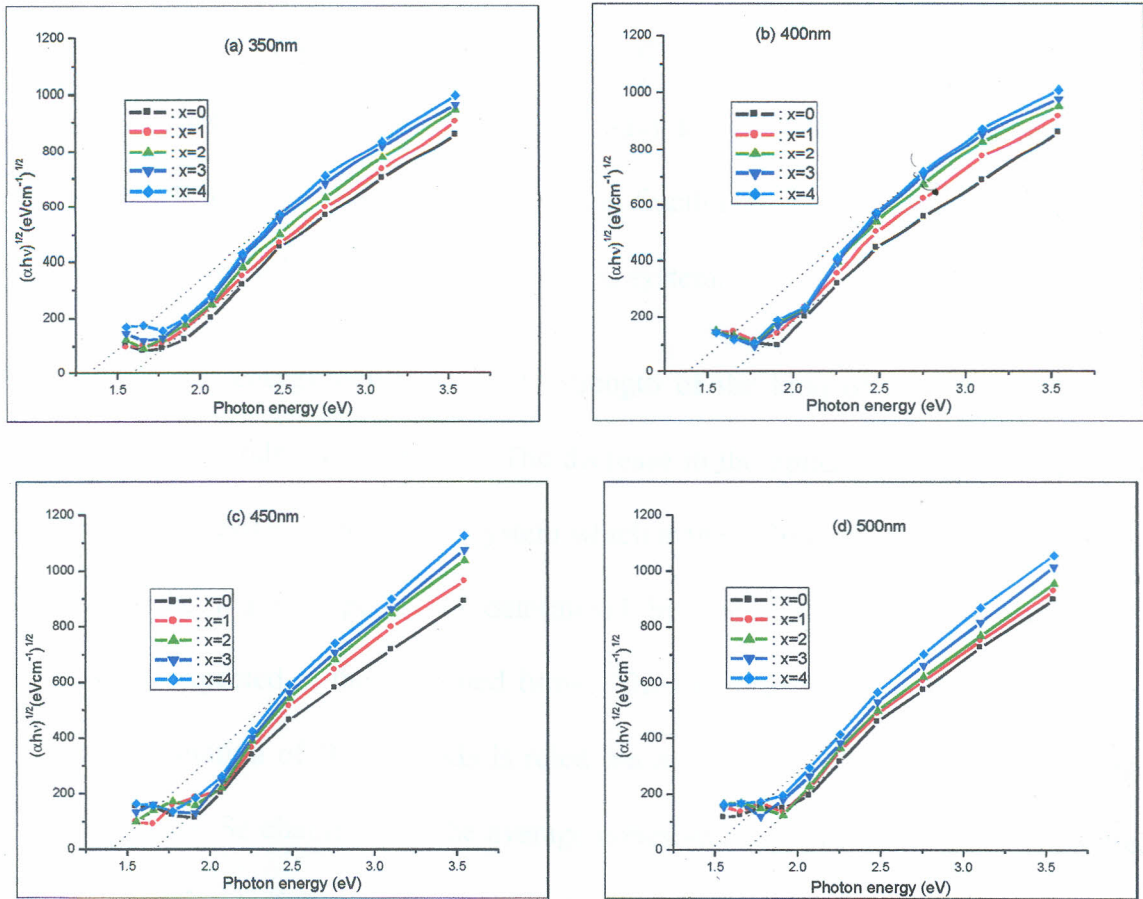 (a) 350nm
(αhν)^1/2 (eVcm⁻¹)^1/2
1200
1000
800
600
400
200
0
: x=0
: x=1
: x=2
: x=3
: x=4
1.5 2.0 2.5 3.0 3.5
Photon energy (eV)
(b) 400nm
(αhν)^1/2 (eVcm⁻¹)^1/2
1200
1000
800
600
400
200
0
: x=0
: x=1
: x=2
: x=3
: x=4
1.5 2.0 2.5 3.0 3.5
Photon energy (eV)
(c) 450nm
(αhν)^1/2 (eVcm⁻¹)^1/2
1200
1000
800
600
400
200
0
: x=0
: x=1
: x=2
: x=3
: x=4
1.5 2.0 2.5 3.0 3.5
Photon energy (eV)
(d) 500nm
(αhν)^1/2 (eVcm⁻¹)^1/2
1200
1000
800
600
400
200
0
: x=0
: x=1
: x=2
: x=3
: x=4
1.5 2.0 2.5 3.0 3.5
Photon energy (eV)